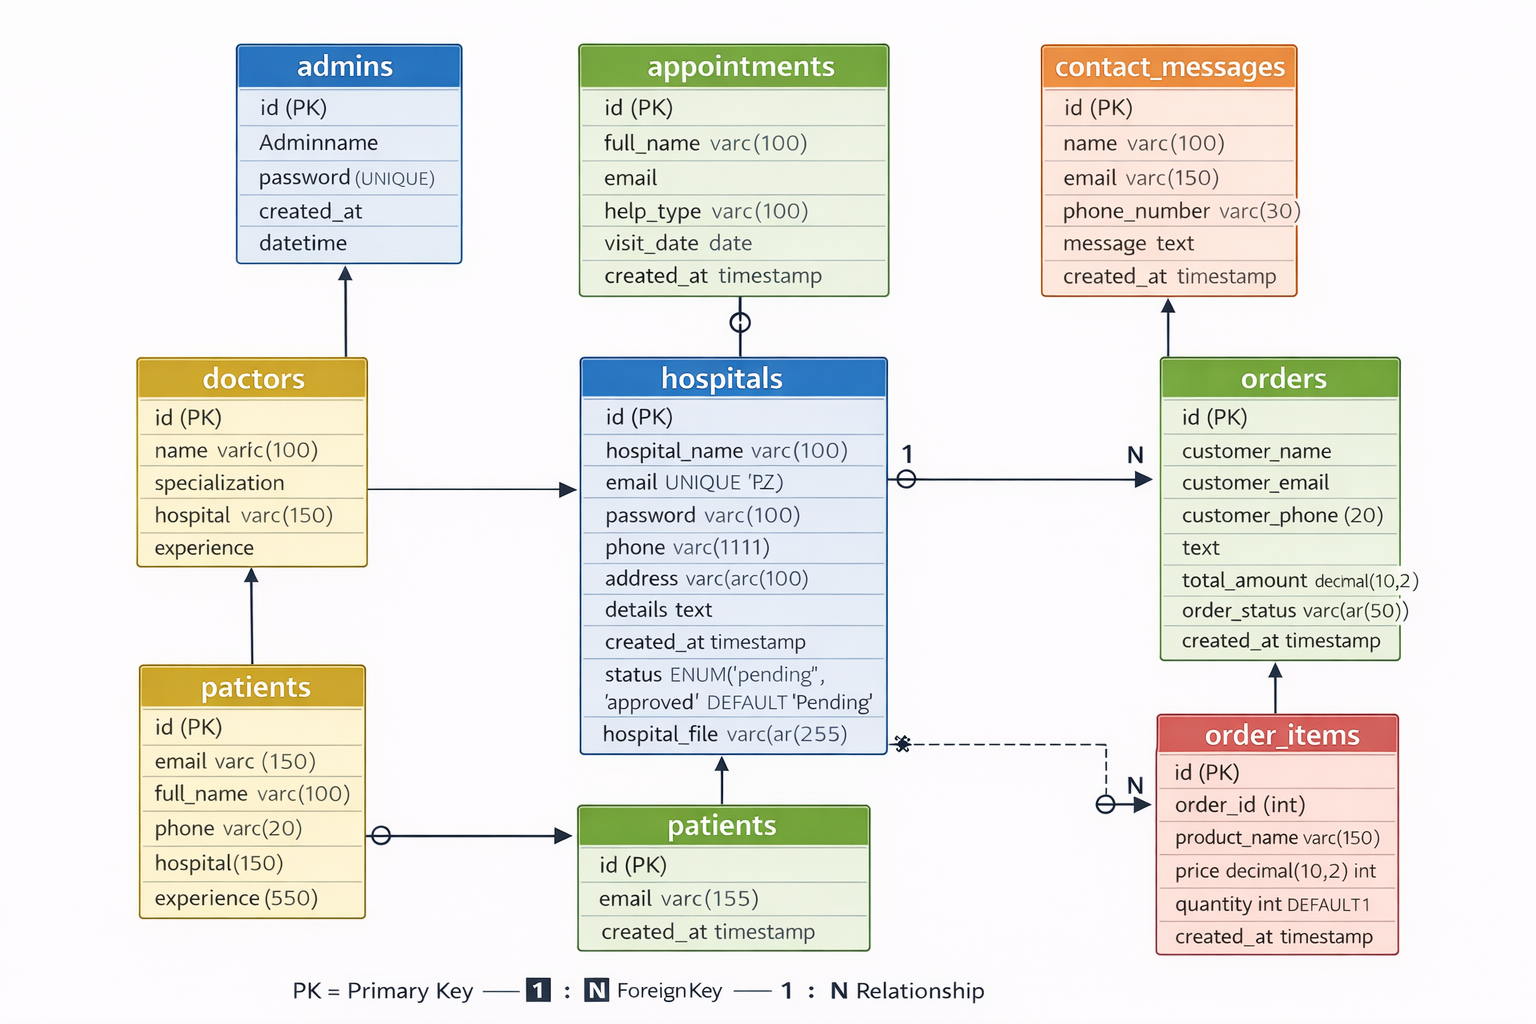 admins
id (PK)
Adminname
password (UNIQUE)
created_at
datetime
appointments
id (PK)
full_name varc(100)
email
help_type varc(100)
visit_date date
created_at timestamp
contact_messages
id (PK)
name varc(100)
email varc(150)
phone_number varc(30)
message text
created_at timestamp
doctors
id (PK)
name varfc(100)
specialization
hospital varc(150)
experience
hospitals
id (PK)
hospital_name varc(100)
email UNIQUE 'PZ)
password varc(100)
phone varc(1111)
address varc(arc(100)
details text
created_at timestamp
status ENUM('pending",
'approved' DEFAULT 'Pending'
hospital_file varc(ar(255)
1
N
orders
id (PK)
customer_name
customer_email
customer_phone (20)
text
total_amount decimal(10,2)
order_status varc(ar(50))
created_at timestamp
patients
id (PK)
email varc (150)
full_name varc(100)
phone varc(20)
hospital(150)
experience (550)
patients
id (PK)
email varc(155)
created_at timestamp
N
order_items
id (PK)
order_id (int)
product_name varc(150)
price decimal(10,2) int
quantity int DEFAULT1
created_at timestamp
PK = Primary Key — 1 : N ForeignKey — 1 : N Relationship